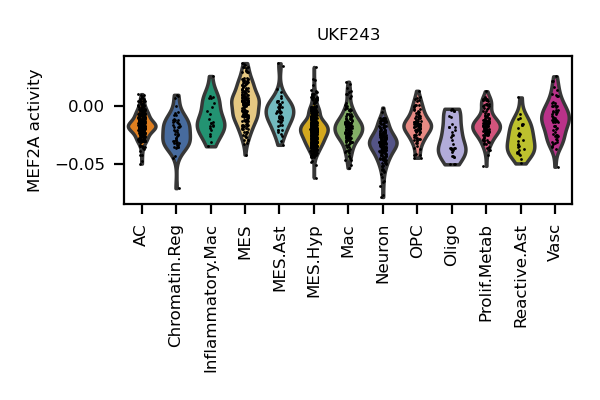 UKF243
MEF2A activity
0.00
−0.05
AC
Chromatin.Reg
Inflammatory.Mac
MES
MES.Ast
MES.Hyp
Mac
Neuron
OPC
Oligo
Prolif.Metab
Reactive.Ast
Vasc